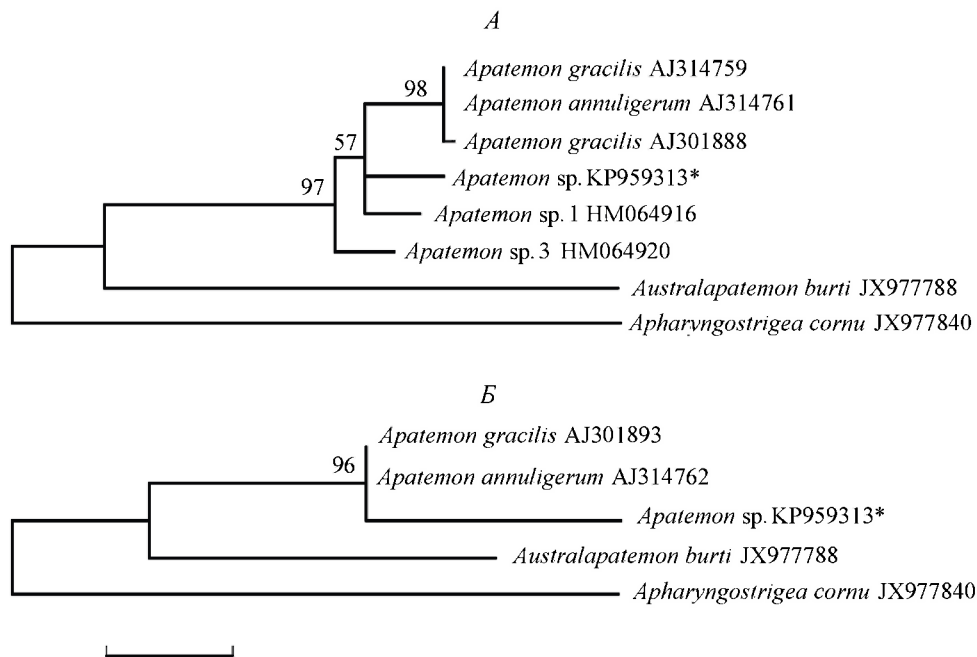 А
Apatemon gracilis AJ314759
98
Apatemon annuligerum AJ314761
Apatemon gracilis AJ301888
57
Apatemon sp. KP959313*
97
Apatemon sp. 1 HM064916
Apatemon sp. 3 HM064920
Australapatemon burti JX977788
Apharyngostrigea cornu JX977840
Б
Apatemon gracilis AJ301893
96
Apatemon annuligerum AJ314762
Apatemon sp. KP959313*
Australapatemon burti JX977788
Apharyngostrigea cornu JX977840